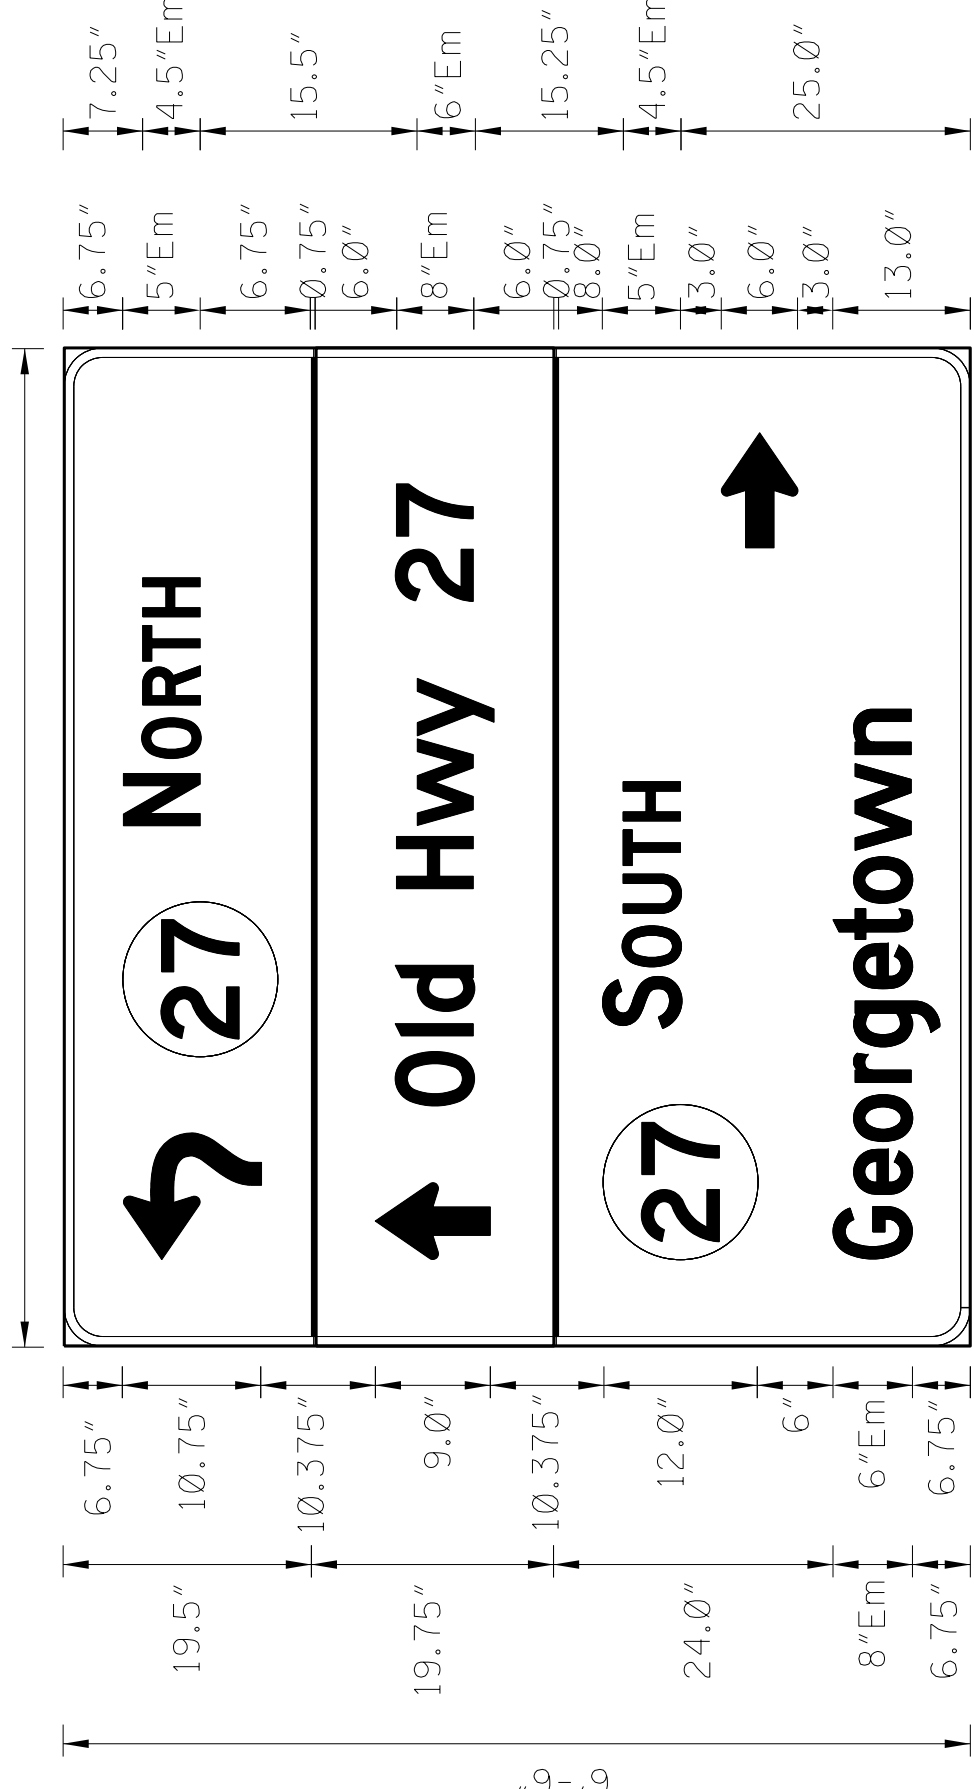 NORTH
27
Old Hwy 27
27
SOUTH
Georgetown
7.25"
4.5"Em
15.5"
6"Em
15.25"
4.5"Em
25.0"
6.75"
5"Em
6.75"
0.75"
6.0"
8"Em
6.0"
0.75"
8.0"
5"Em
3.0"
6.0"
3.0"
13.0"
6.75"
10.75"
10.375"
9.0"
10.375"
12.0"
6"
6"Em
6.75"
19.5"
19.75"
24.0"
8"Em
6.75"
6'-6"